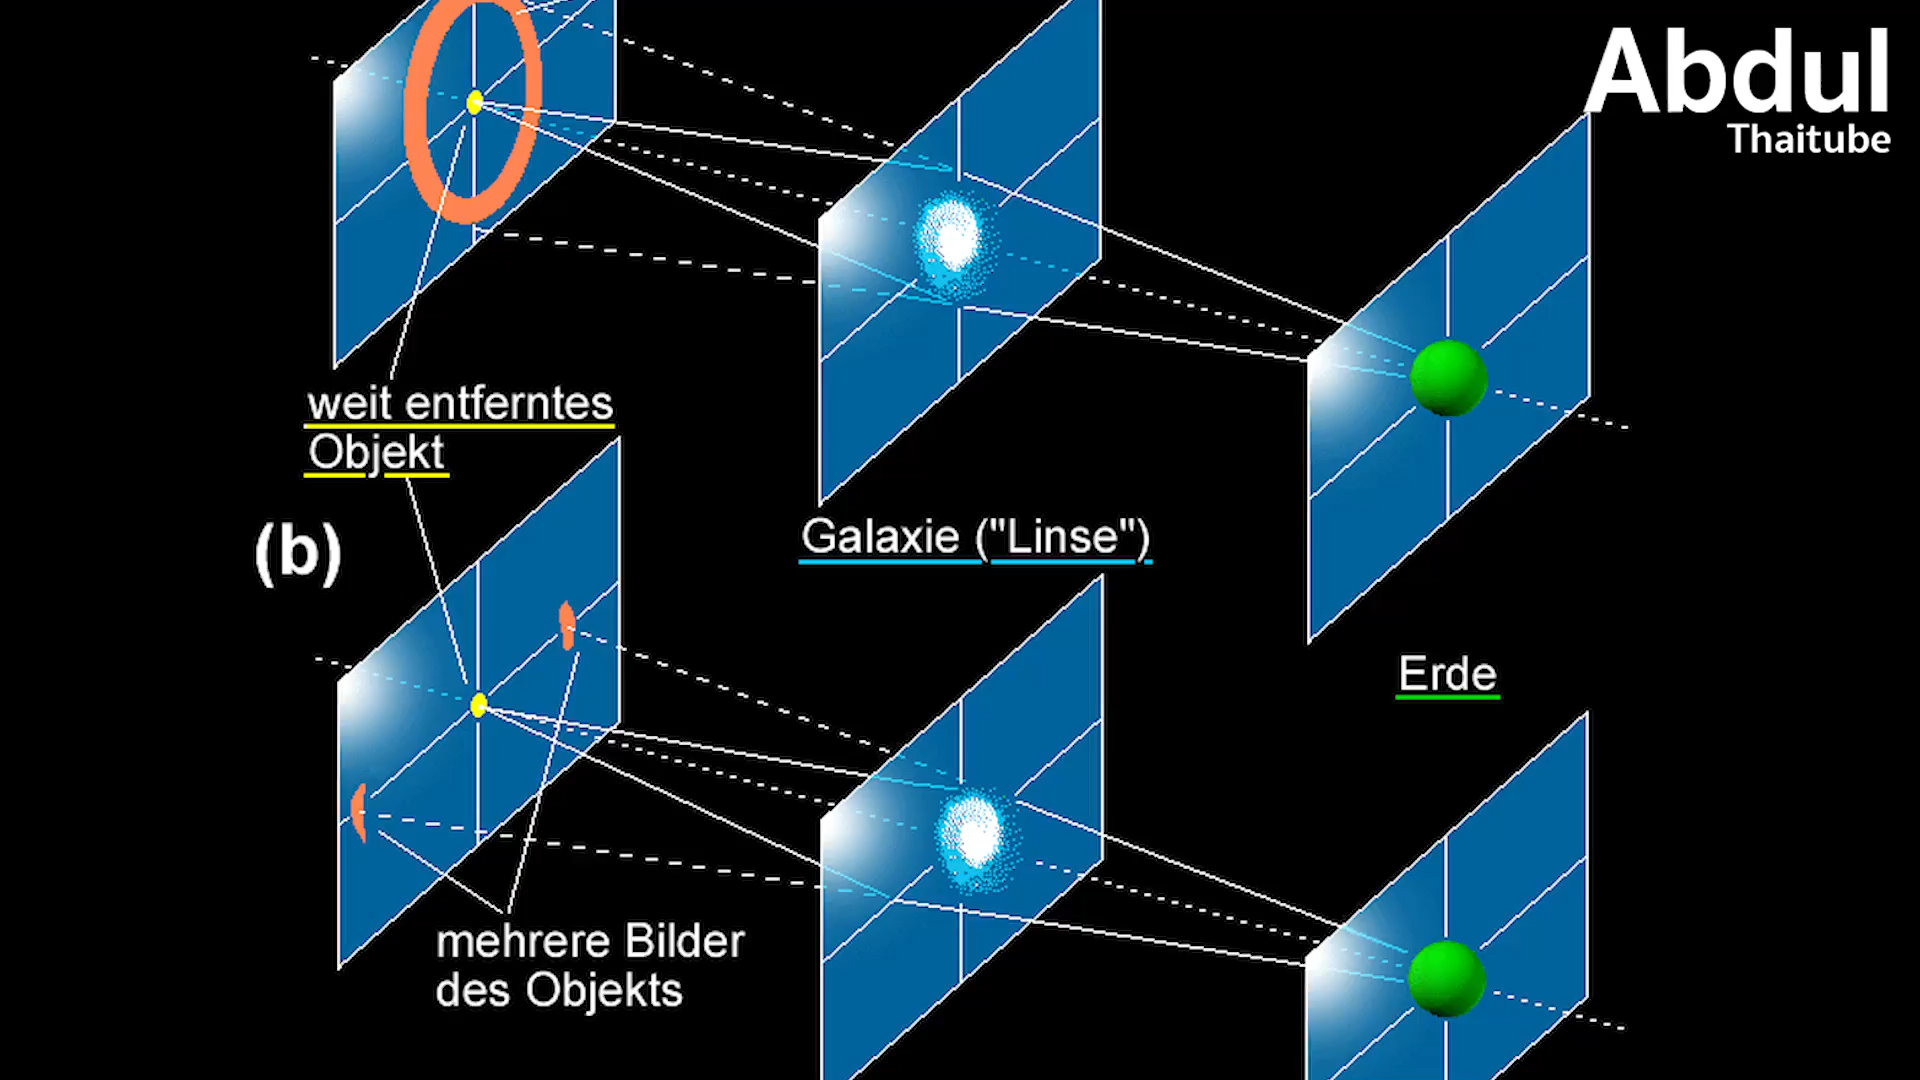 Abdul
Thaitube
weit entferntes
Objekt
(b)
Galaxie ("Linse")
Erde
mehrere Bilder
des Objekts